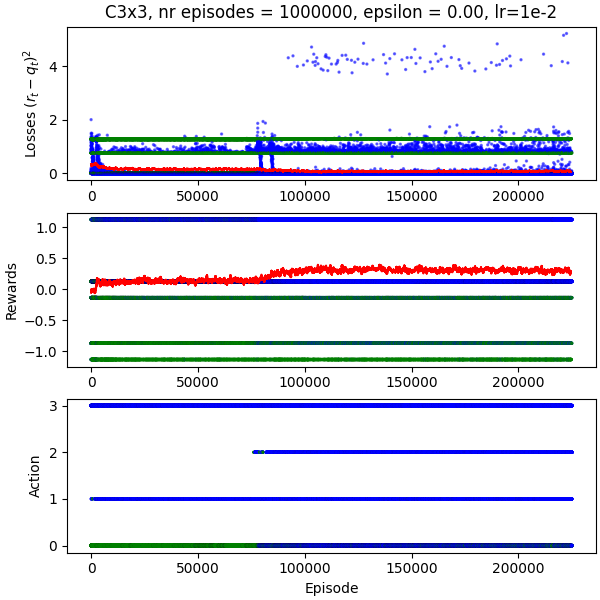 C3x3, nr episodes = 1000000, epsilon = 0.00, lr=1e-2
Losses $(r_t - q_t)^2$
4
2
0
0 50000 100000 150000 200000
Rewards
1.0
0.5
0.0
−0.5
−1.0
0 50000 100000 150000 200000
Action
3
2
1
0
0 50000 100000 150000 200000
Episode